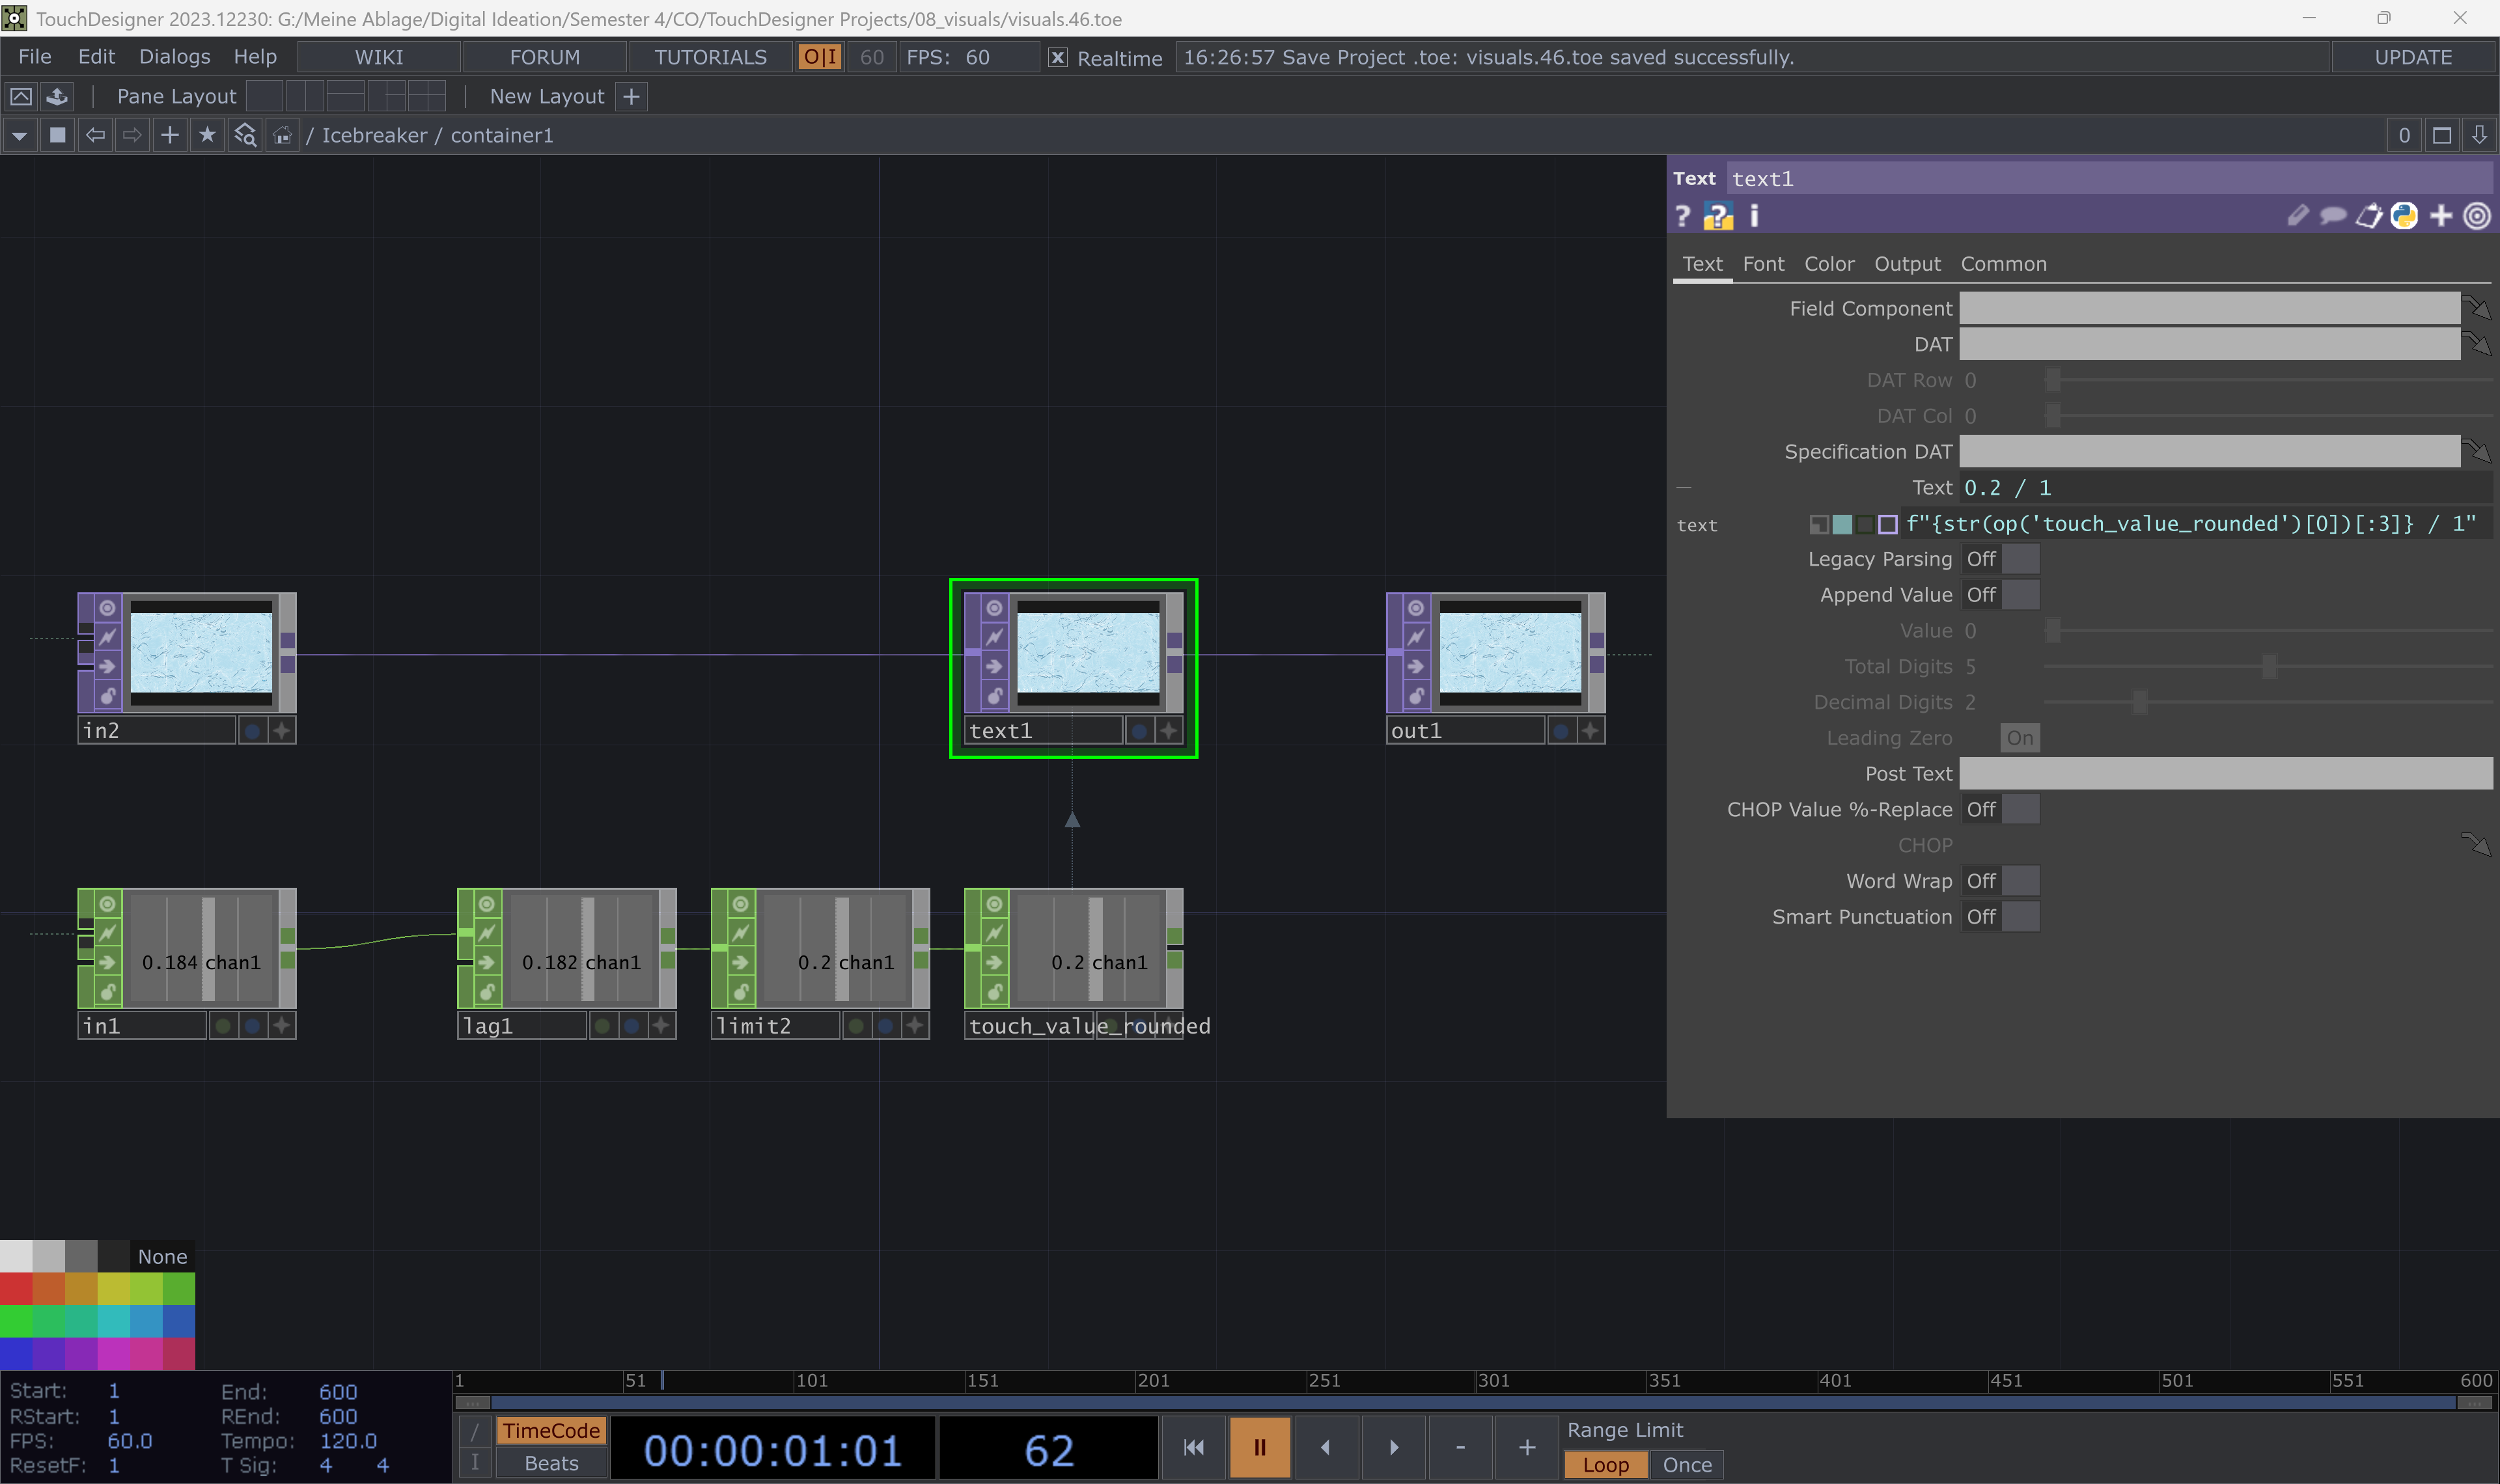 TouchDesigner 2023.12230: G:/Meine Ablage/Digital Ideation/Semester 4/CO/TouchDesigner Projects/08_visuals/visuals.46.toe
File Edit Dialogs Help WIKI FORUM TUTORIALS O|I 60 FPS: 60 X Realtime 16:26:57 Save Project .toe: visuals.46.toe saved successfully. UPDATE
Pane Layout New Layout +
/ Icebreaker / container1 0
Text text1
? ? i
Text Font Color Output Common
Field Component
DAT
DAT Row 0
DAT Col 0
Specification DAT
Text 0.2 / 1
text f"{str(op('touch_value_rounded')[0])[:3]} / 1"
Legacy Parsing Off
Append Value Off
Value 0
Total Digits 5
Decimal Digits 2
Leading Zero On
Post Text
CHOP Value %-Replace Off
CHOP
Word Wrap Off
Smart Punctuation Off
in2 text1 out1
0.184 chan1 0.182 chan1 0.2 chan1 0.2 chan1
in1 lag1 limit2 touch_value_rounded
None
1 51 101 151 201 251 301 351 401 451 501 551 600
Start: 1 End: 600
RStart: 1 REnd: 600
FPS: 60.0 Tempo: 120.0
ResetF: 1 T Sig: 4 4
/ TimeCode 00:00:01:01 62 - + Range Limit
I Beats Loop Once